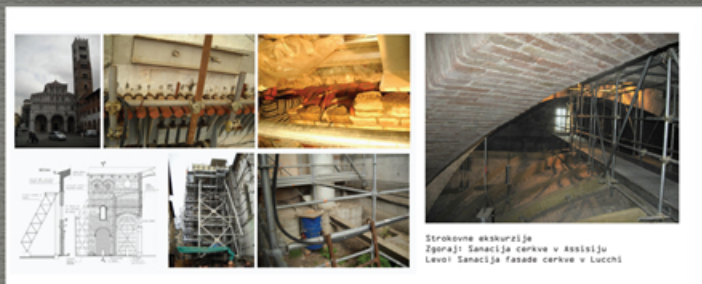 Strokovne ekskurzije
Zgoraj: Sanacija cerkve v Assisiju
Levo: Sanacija fasade cerkve v Lucchi